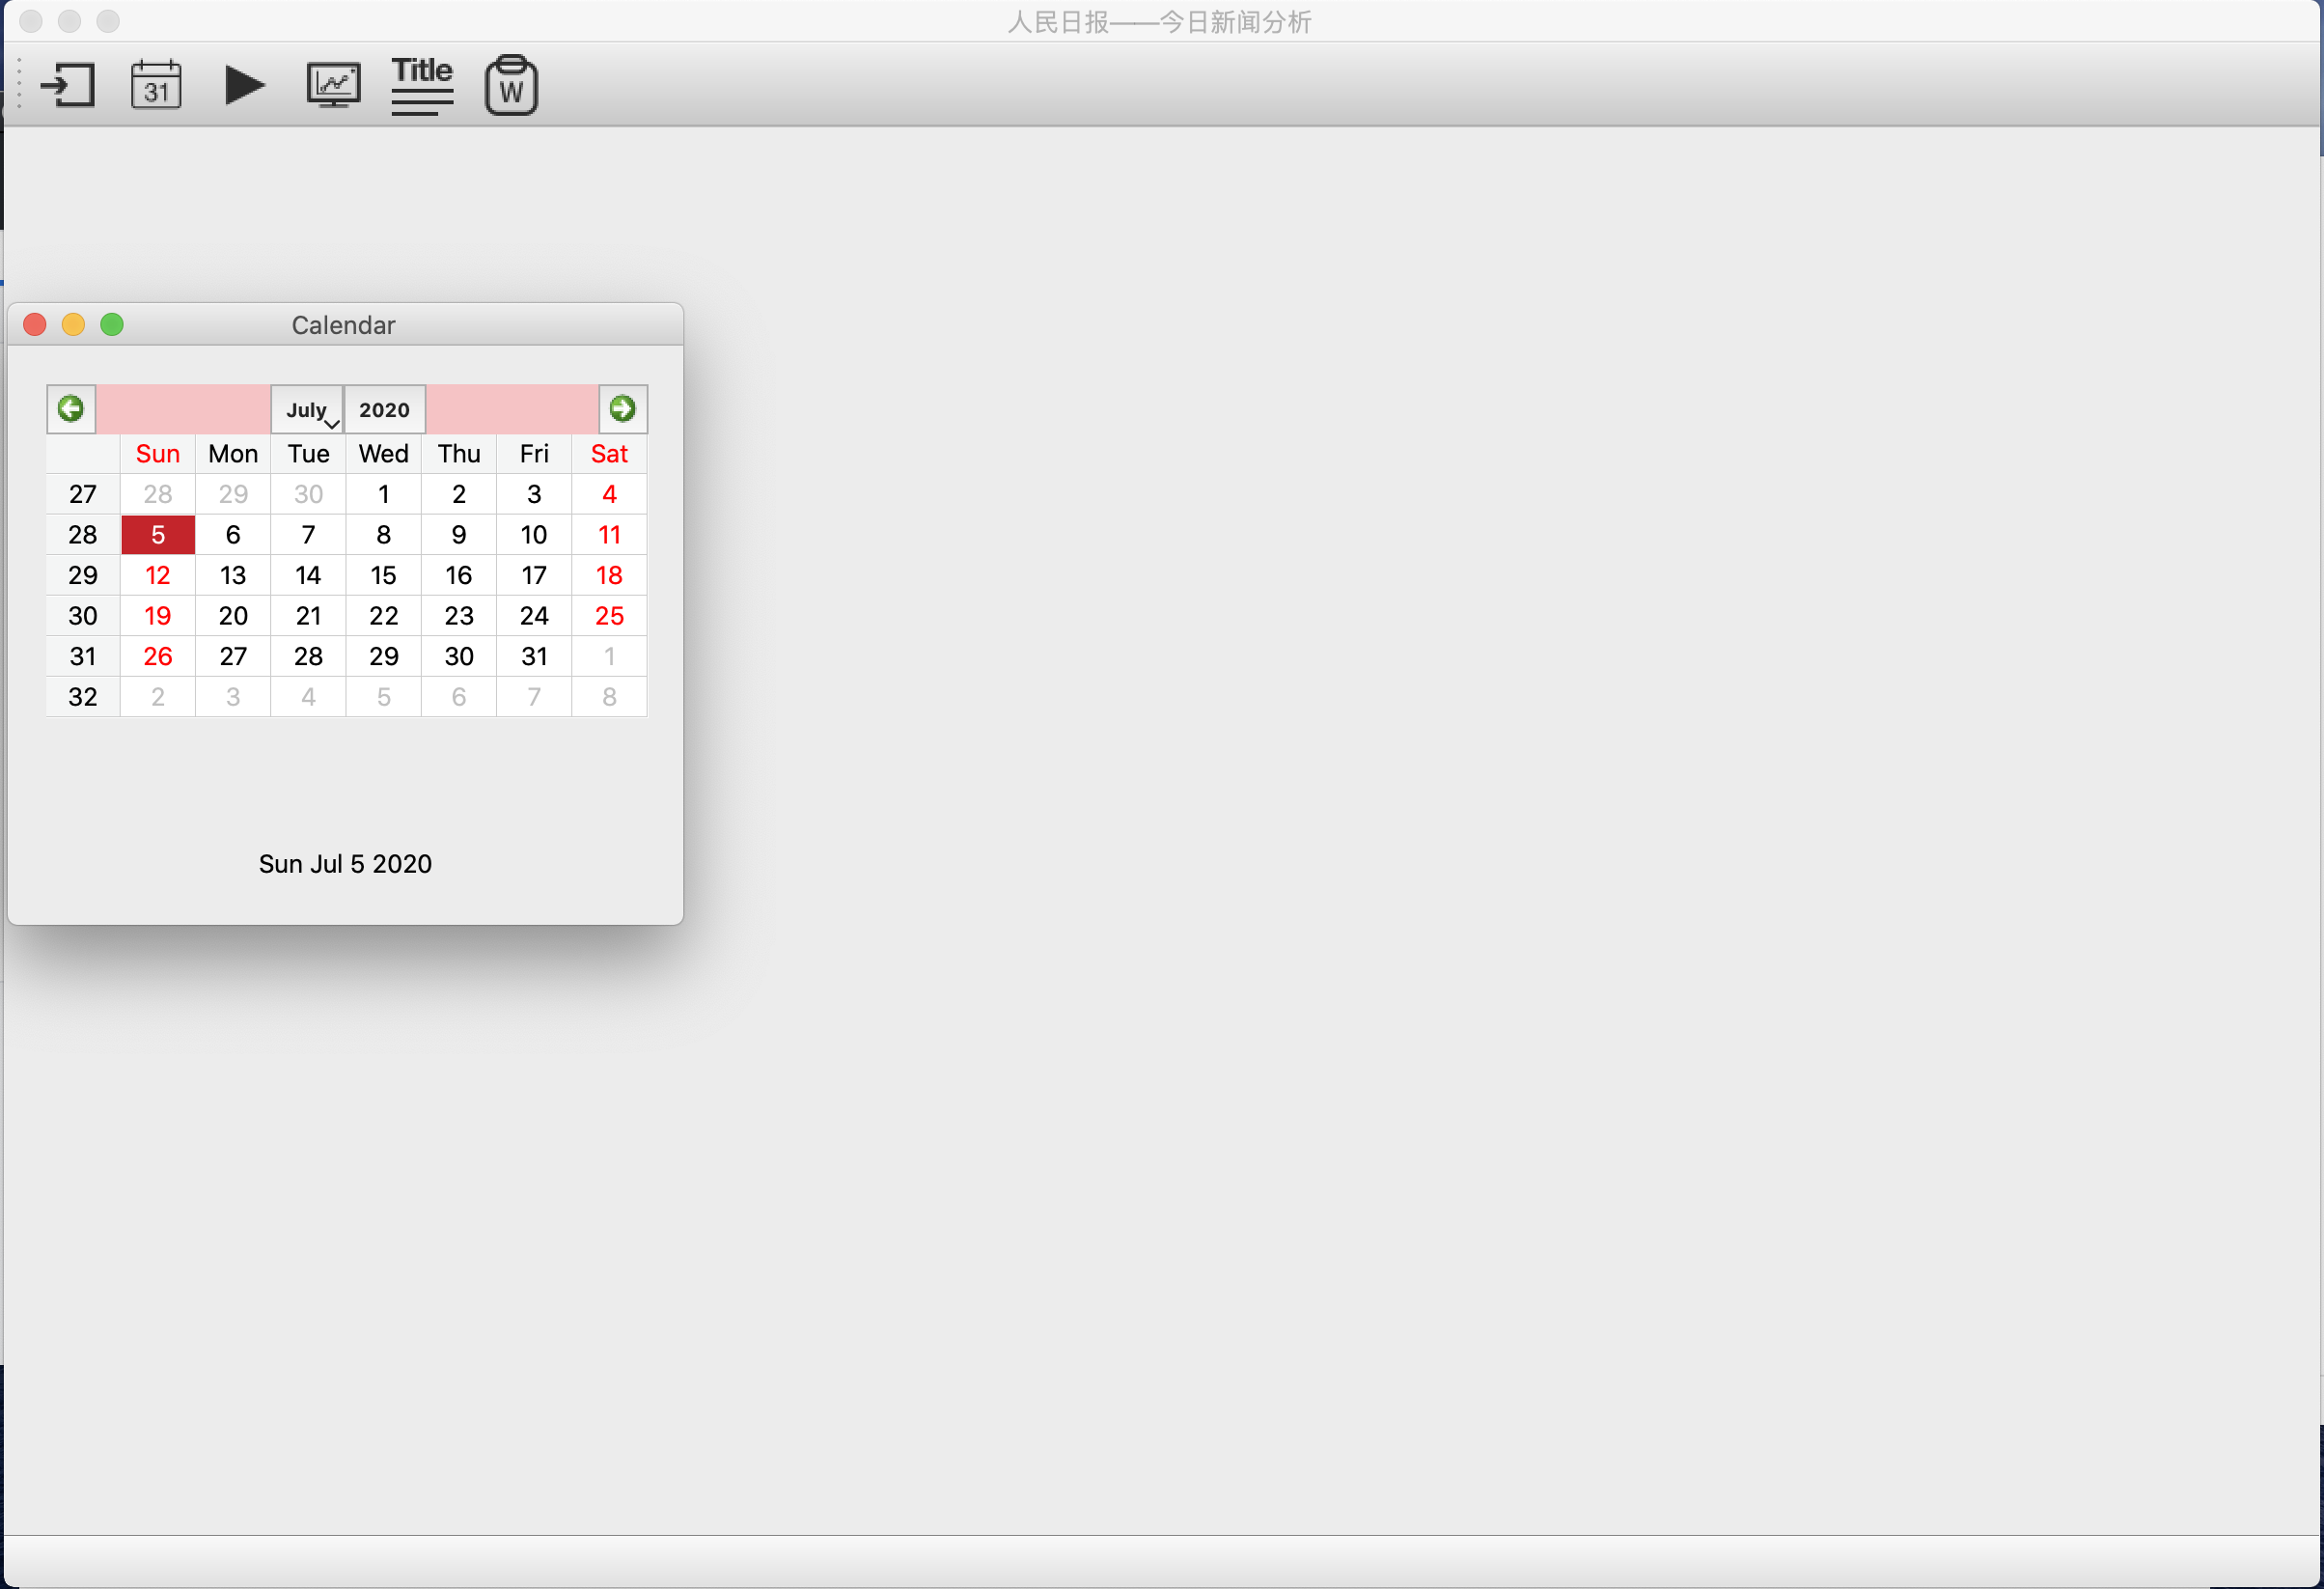 人民日报——今日新闻分析
31 Title W
Calendar
July 2020
Sun Mon Tue Wed Thu Fri Sat
27 28 29 30 1 2 3 4
28 5 6 7 8 9 10 11
29 12 13 14 15 16 17 18
30 19 20 21 22 23 24 25
31 26 27 28 29 30 31 1
32 2 3 4 5 6 7 8
Sun Jul 5 2020